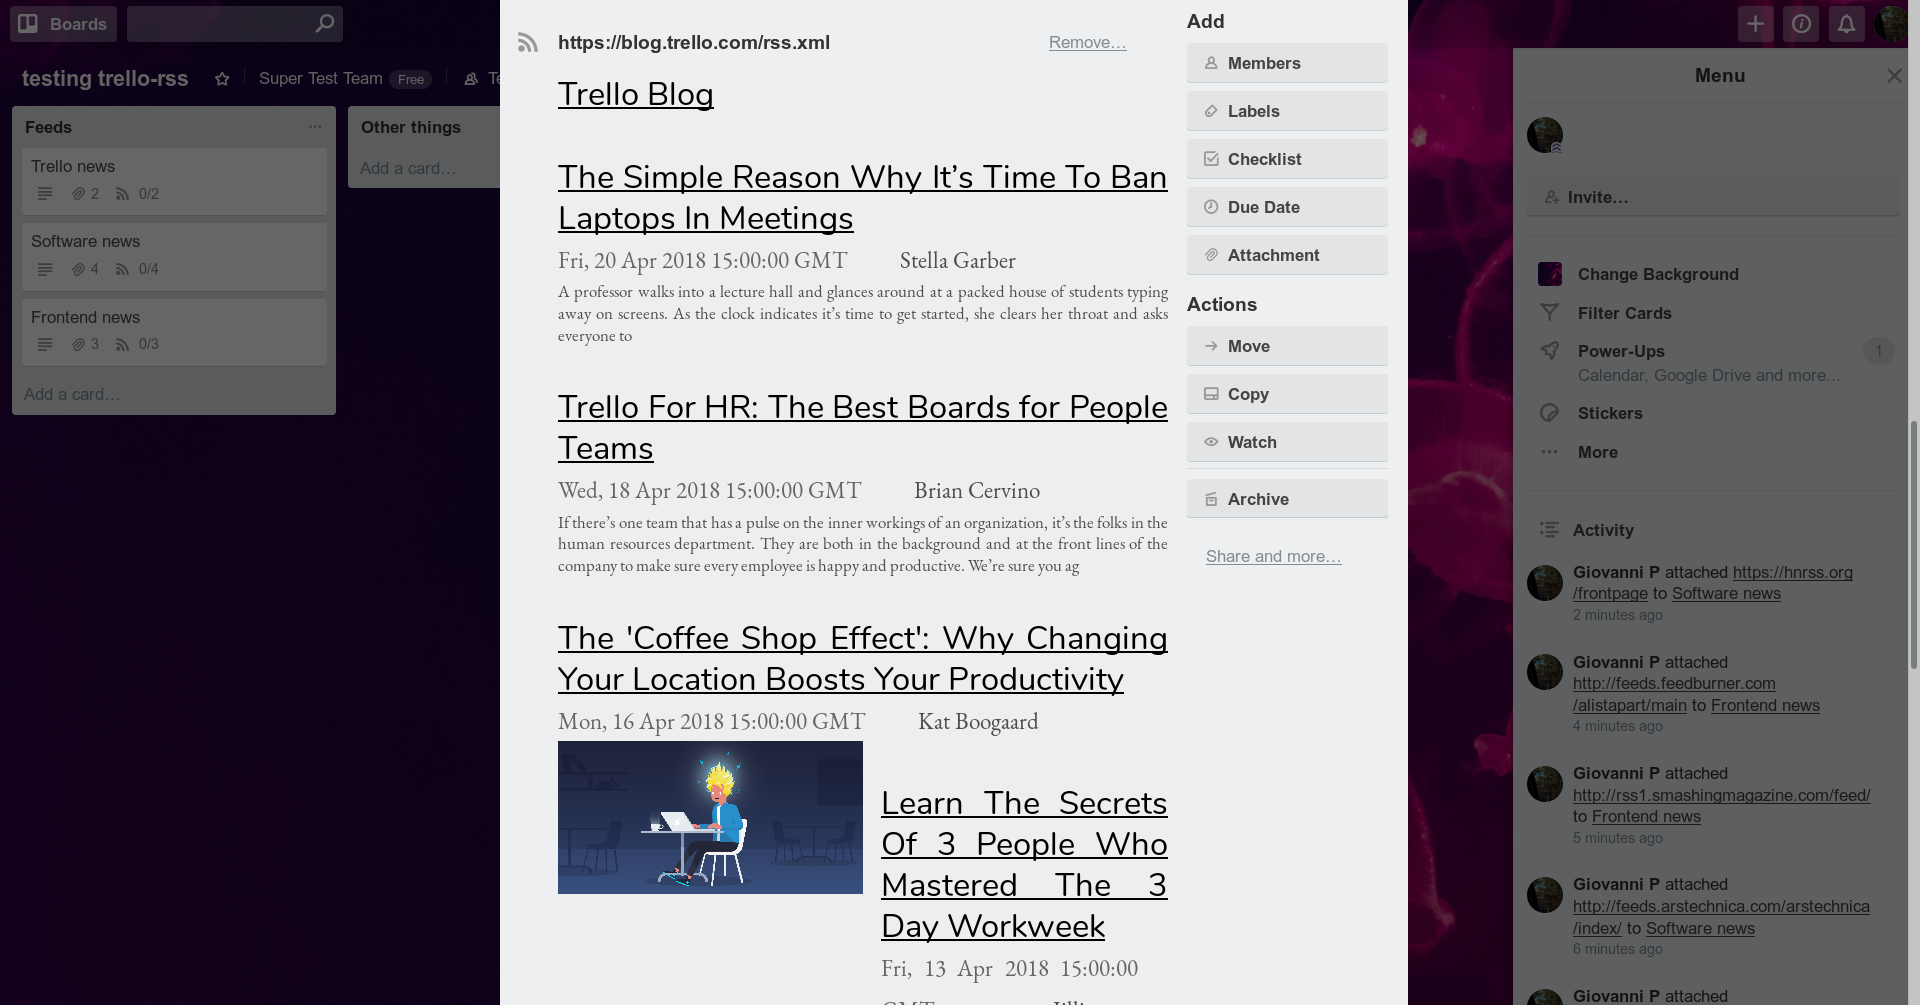 Boards
testing trello-rss
Super Test Team Free
Feeds
Trello news
2 0/2
Software news
4 0/4
Frontend news
3 0/3
Add a card…
Other things
Add a card…
https://blog.trello.com/rss.xml
Remove…
Trello Blog
The Simple Reason Why It’s Time To Ban
Laptops In Meetings
Fri, 20 Apr 2018 15:00:00 GMT Stella Garber
A professor walks into a lecture hall and glances around at a packed house of students typing
away on screens. As the clock indicates it’s time to get started, she clears her throat and asks
everyone to
Trello For HR: The Best Boards for People
Teams
Wed, 18 Apr 2018 15:00:00 GMT Brian Cervino
If there’s one team that has a pulse on the inner workings of an organization, it’s the folks in the
human resources department. They are both in the background and at the front lines of the
company to make sure every employee is happy and productive. We’re sure you ag
The 'Coffee Shop Effect': Why Changing
Your Location Boosts Your Productivity
Mon, 16 Apr 2018 15:00:00 GMT Kat Boogaard
Learn The Secrets
Of 3 People Who
Mastered The 3
Day Workweek
Fri, 13 Apr 2018 15:00:00
Add
Members
Labels
Checklist
Due Date
Attachment
Actions
Move
Copy
Watch
Archive
Share and more…
Menu
Invite…
Change Background
Filter Cards
Power-Ups 1
Calendar, Google Drive and more…
Stickers
More
Activity
Giovanni P attached https://hnrss.org
/frontpage to Software news
2 minutes ago
Giovanni P attached
http://feeds.feedburner.com
/alistapart/main to Frontend news
4 minutes ago
Giovanni P attached
http://rss1.smashingmagazine.com/feed/
to Frontend news
5 minutes ago
Giovanni P attached
http://feeds.arstechnica.com/arstechnica
/index/ to Software news
6 minutes ago
Giovanni P attached